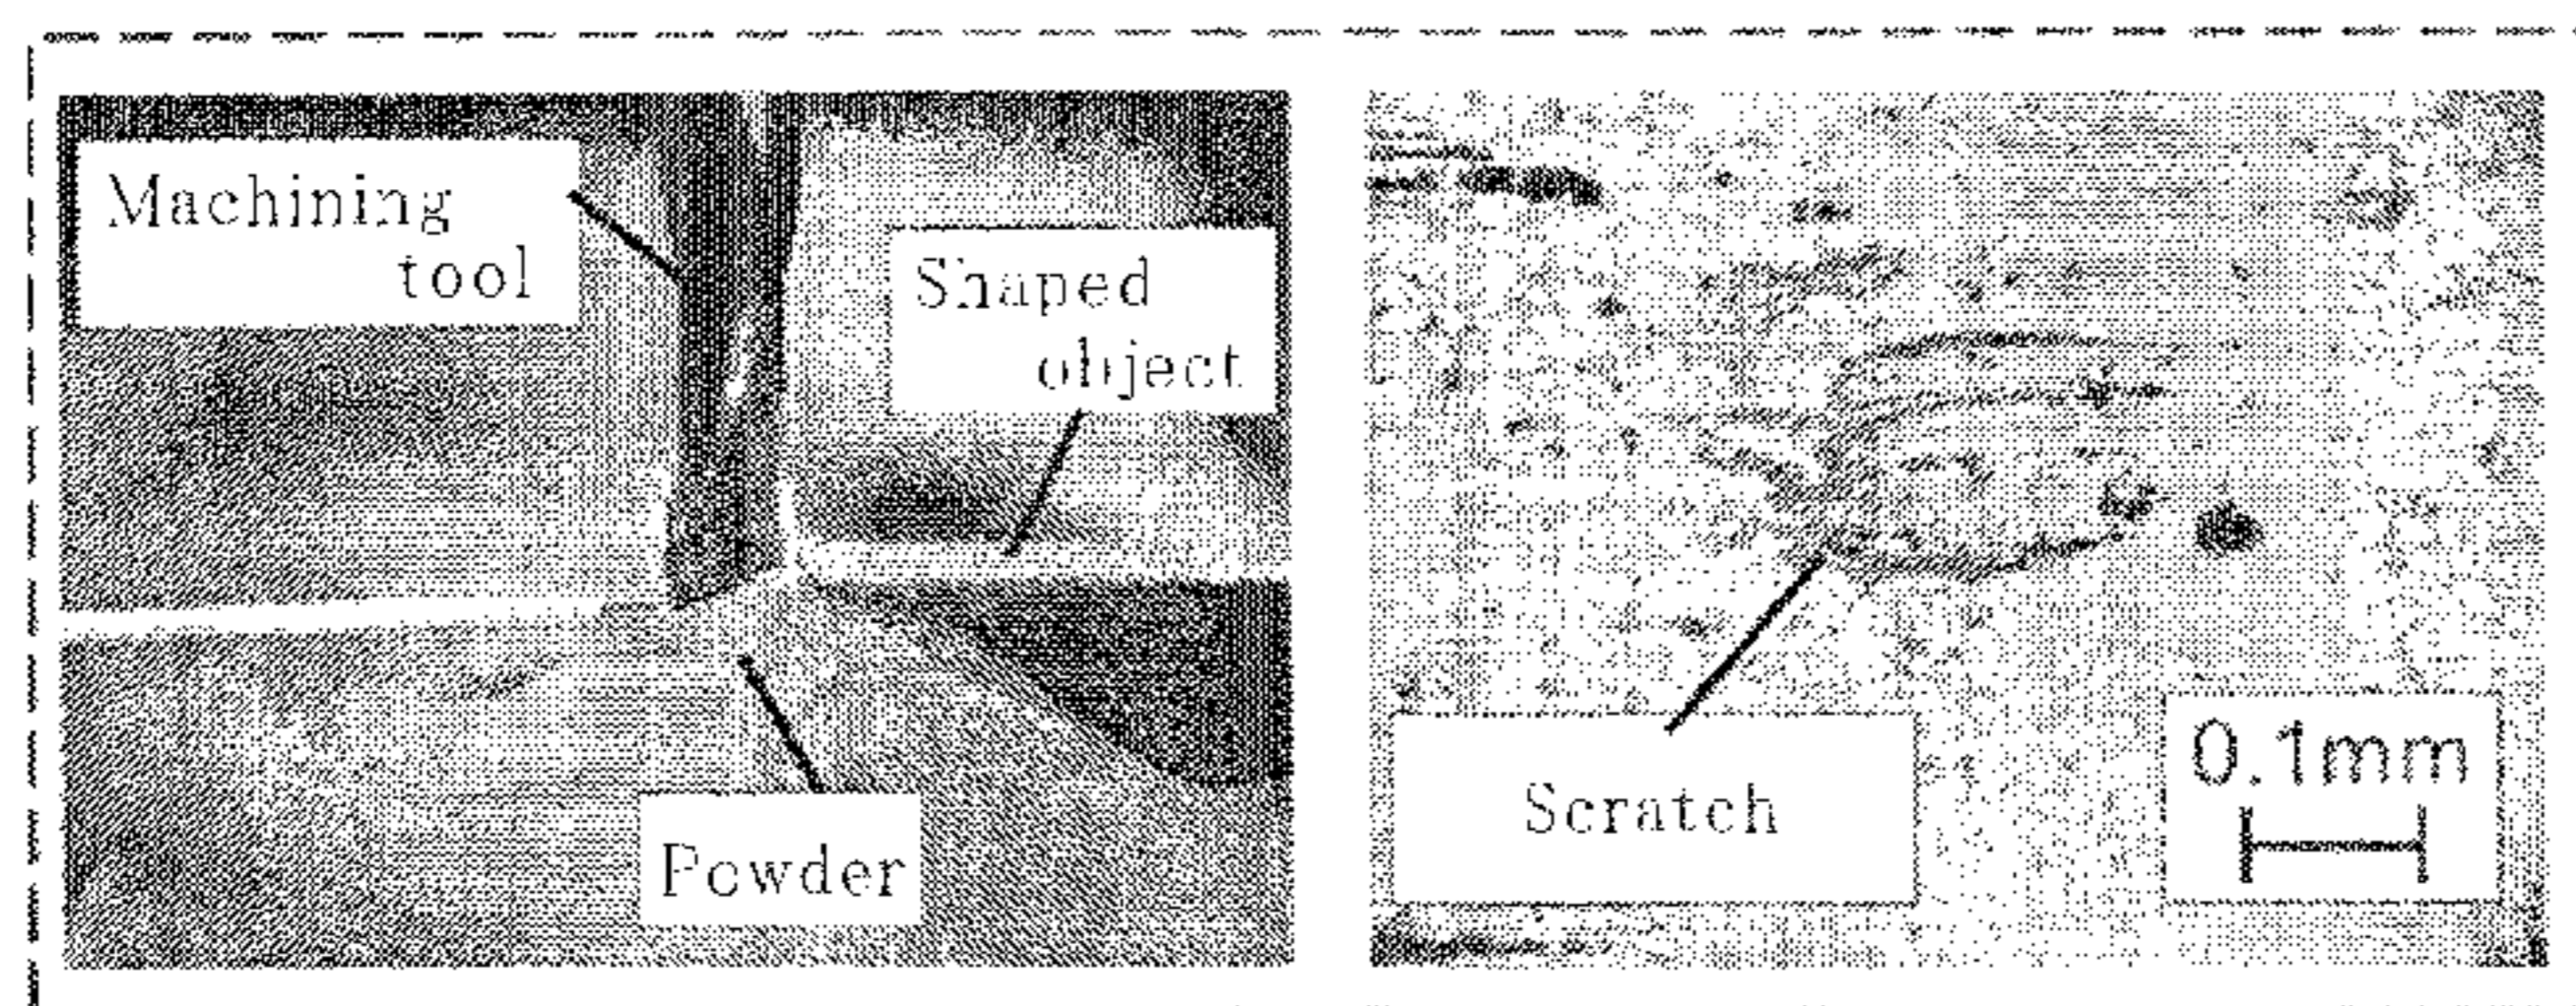 Machining
tool
Shaped
object
Powder
Scratch
0.1mm